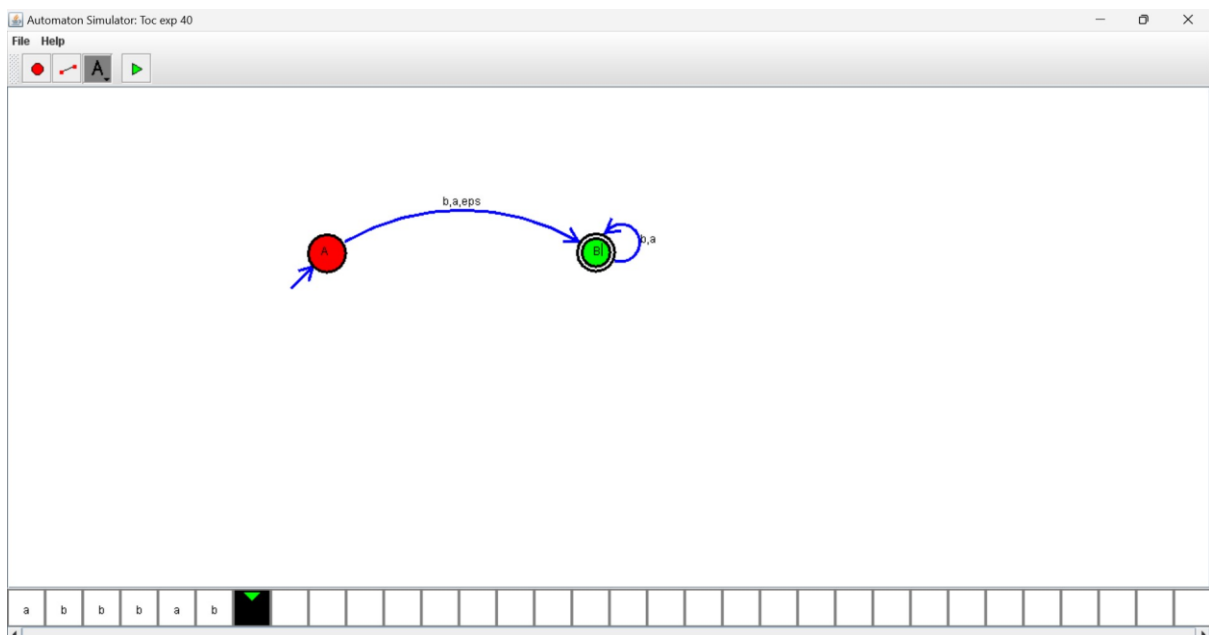 Automaton Simulator: Toc exp 40
File Help
A
b,a,eps
A
B
b,a
a b b b a b